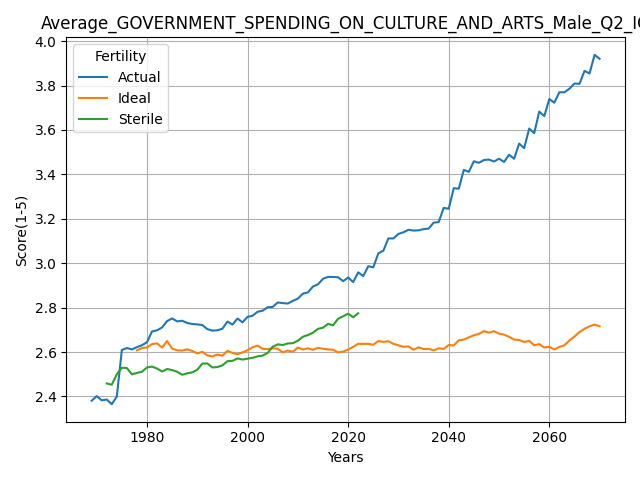 Average_GOVERNMENT_SPENDING_ON_CULTURE_AND_ARTS_Male_Q2_I
4.0
3.8
3.6
3.4
3.2
3.0
2.8
2.6
2.4
Score(1-5)
Fertility
Actual
Ideal
Sterile
1980
2000
2020
2040
2060
Years